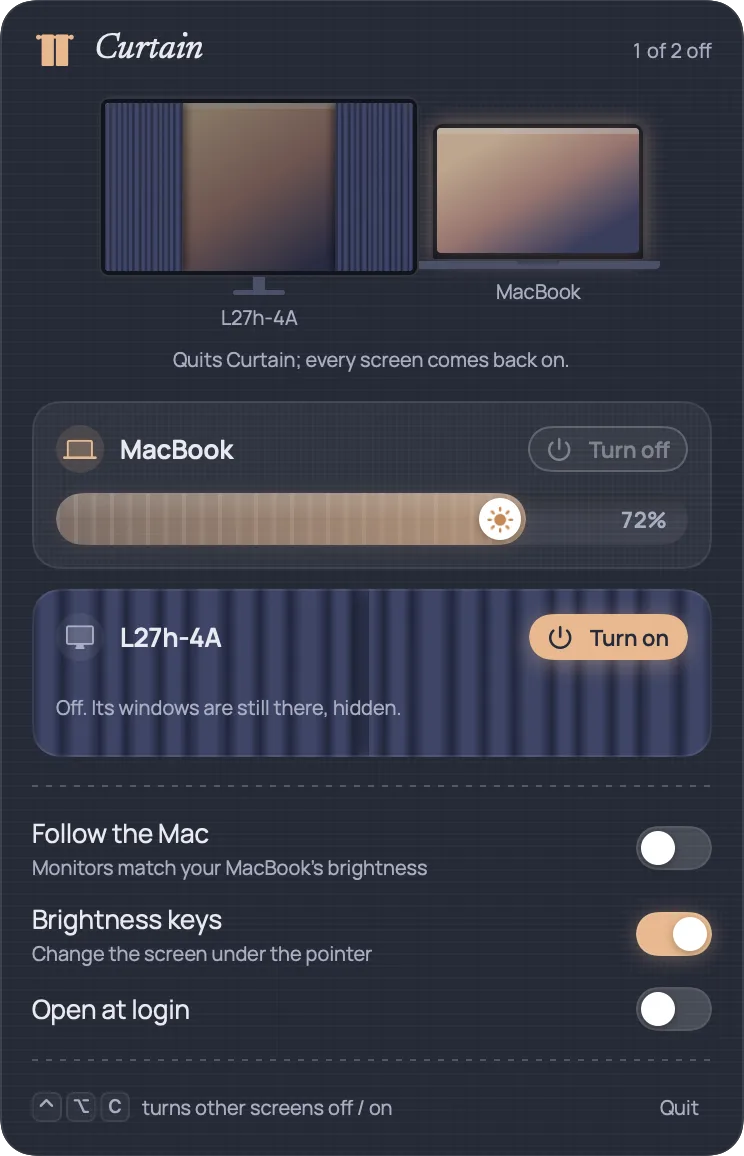 Curtain
1 of 2 off
L27h-4A
MacBook
Quits Curtain; every screen comes back on.
MacBook
Turn off
72%
L27h-4A
Turn on
Off. Its windows are still there, hidden.
Follow the Mac
Monitors match your MacBook's brightness
Brightness keys
Change the screen under the pointer
Open at login
⌃ ⌥ C turns other screens off / on
Quit